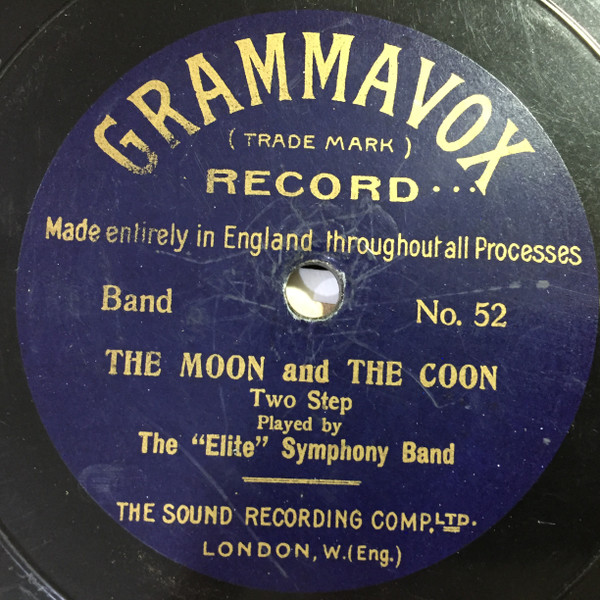 GRAMMAVOX
(TRADE MARK)
RECORD...
Made entirely in England throughout all Processes
Band No. 52
THE MOON and THE COON
Two Step
Played by
The "Elite" Symphony Band
THE SOUND RECORDING COMP. LTD.
LONDON, W. (Eng.)